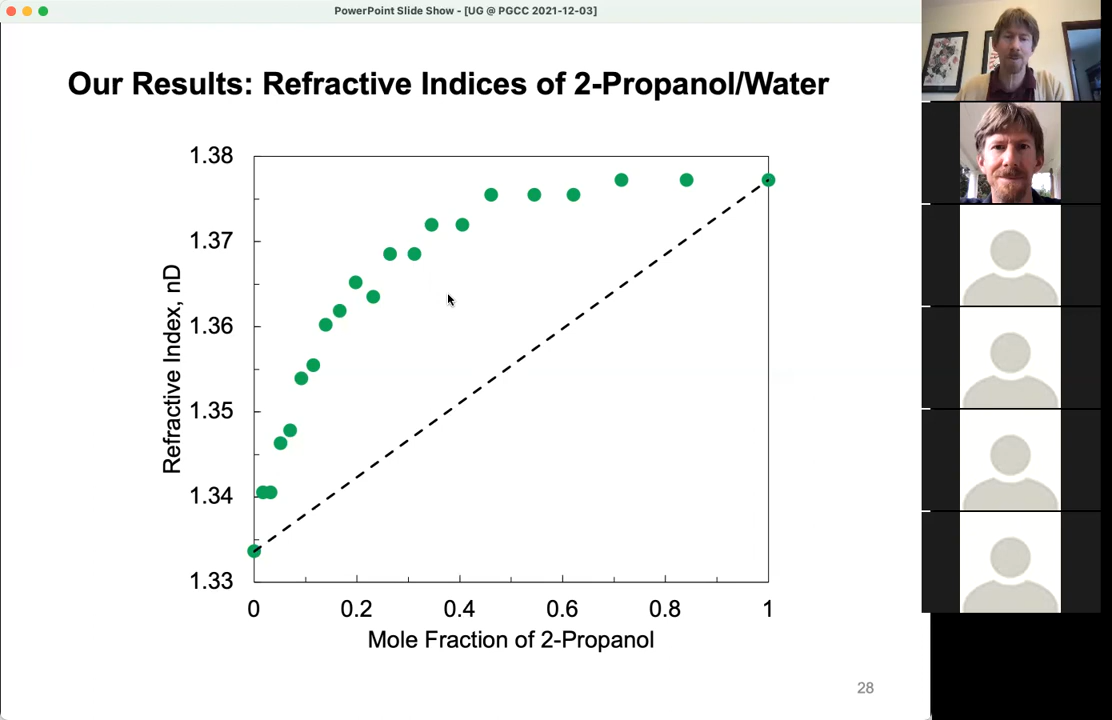 PowerPoint Slide Show - [UG @ PGCC 2021-12-03]
Our Results: Refractive Indices of 2-Propanol/Water
1.38
1.37
1.36
1.35
1.34
1.33
Refractive Index, nD
0 0.2 0.4 0.6 0.8 1
Mole Fraction of 2-Propanol
28